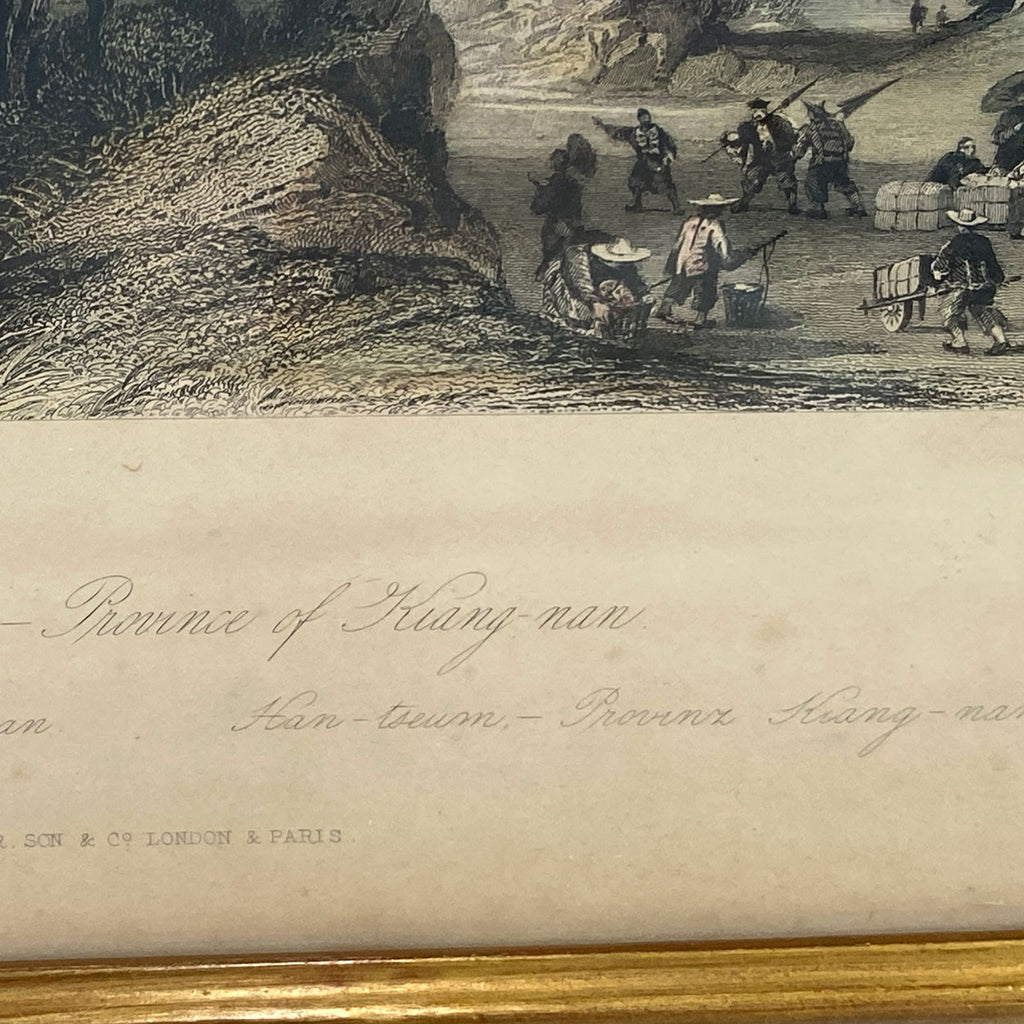 — Province of Kiang-nan.
an. Han-tseum,— Provinz Kiang-nan
R. SON & Co. LONDON & PARIS.